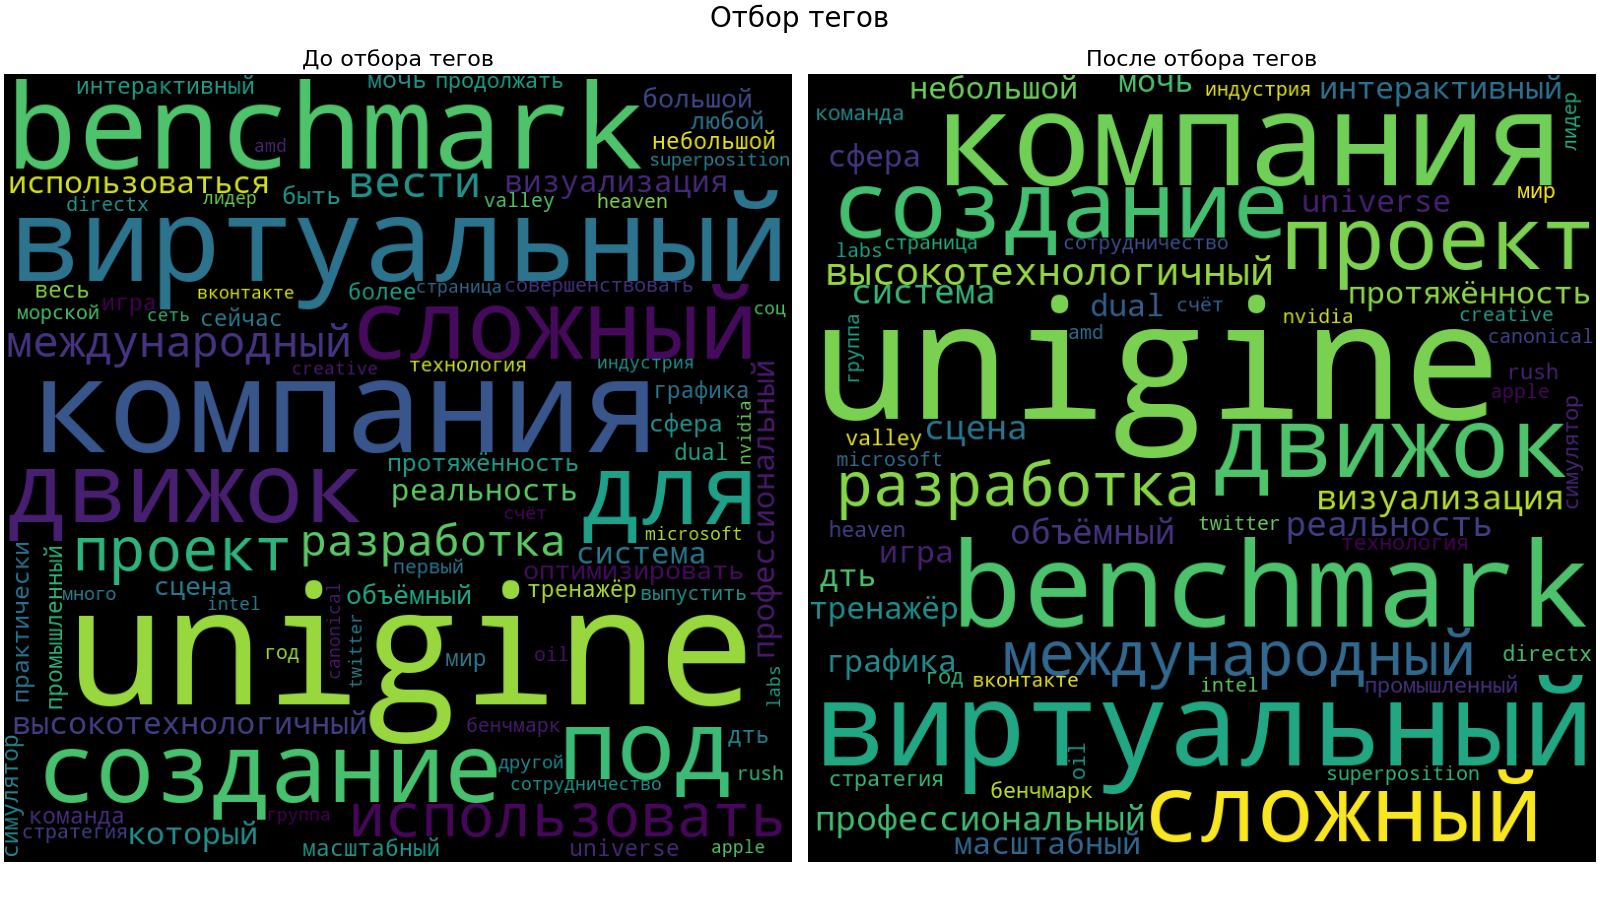 Отбор тегов
До отбора тегов
интерактивный мочь продолжать
benchmark большой
любой
amd небольшой
superposition
использоваться быть вести визуализация
directx лидер valley heaven
виртуальный
весь вконтакте более страница совершенствовать
морской игра сеть сейчас соц
международный сложный
creative технология индустрия
компания графика
сфера
nvidia
dual
профессиональный
движок протяжённость для
реальность
счёт
microsoft
проект разработка система
первый оптимизировать
практически
промышленный
много сцена intel объёмный тренажёр выпустить
canonical
twitter
unigine
год мир oil
labs
высокотехнологичный бенчмарк под дть
создание другой rush
сотрудничество
симулятор
команда группа использовать
стратегия который
масштабный universe apple
После отбора тегов
небольшой мочь индустрия интерактивный
команда компания лидер
сфера
создание universe мир
labs страница сотрудничество проект
высокотехнологичный
система dual счёт протяжённость
группа unigine amd nvidia creative
canonical
rush
apple
valley сцена движок симулятор
microsoft
разработка визуализация
heaven объёмный twitter реальность
игра технология
дть benchmark
тренажёр
графика международный directx
год вконтакте intel промышленный
виртуальный
стратегия oil superposition
бенчмарк
профессиональный сложный
масштабный